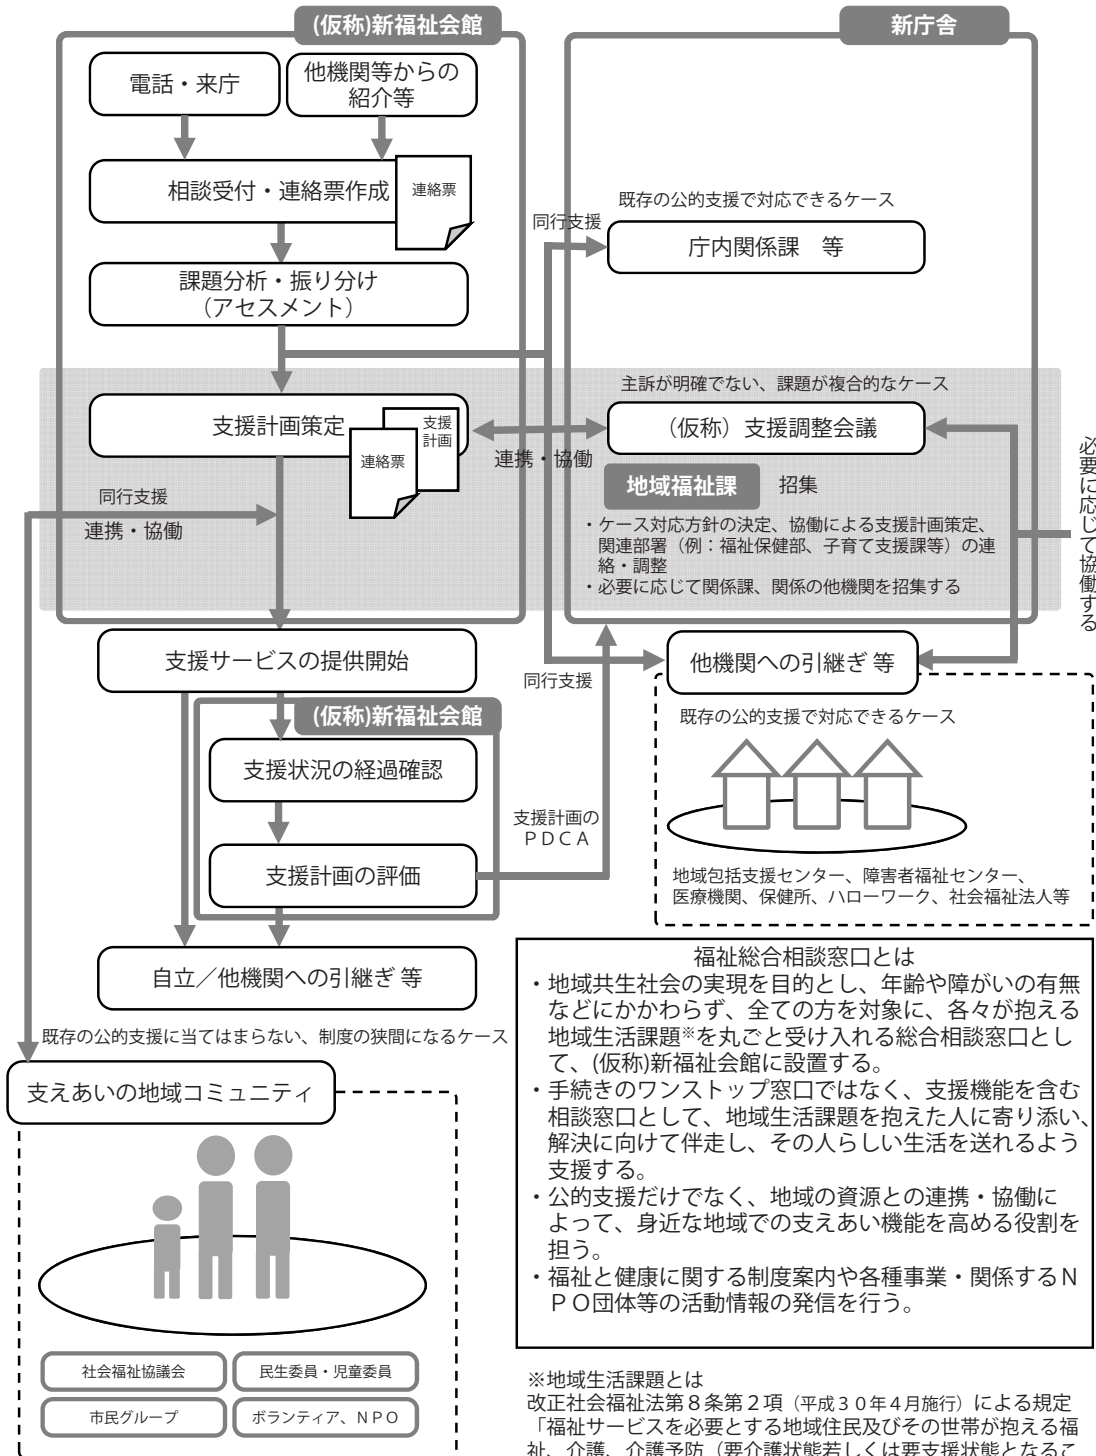 (仮称)新福祉会館
新庁舎
電話・来庁
他機関等からの
紹介等
相談受付・連絡票作成
連絡票
既存の公的支援で対応できるケース
同行支援
庁内関係課　等
課題分析・振り分け
（アセスメント）
主訴が明確でない、課題が複合的なケース
支援計画策定
支援
計画
連絡票
（仮称）支援調整会議
連携・協働
地域福祉課
招集
・ケース対応方針の決定、協働による支援計画策定、
関連部署（例：福祉保健部、子育て支援課等）の連
絡・調整
・必要に応じて関係課、関係の他機関を招集する
必要に応じて協働する
同行支援
連携・協働
支援サービスの提供開始
他機関への引継ぎ 等
同行支援
既存の公的支援で対応できるケース
(仮称)新福祉会館
支援状況の経過確認
支援計画の
ＰＤＣＡ
支援計画の評価
地域包括支援センター、障害者福祉センター、
医療機関、保健所、ハローワーク、社会福祉法人等
自立／他機関への引継ぎ 等
既存の公的支援に当てはまらない、制度の狭間になるケース
支えあいの地域コミュニティ
社会福祉協議会
民生委員・児童委員
市民グループ
ボランティア、ＮＰＯ
福祉総合相談窓口とは
・地域共生社会の実現を目的とし、年齢や障がいの有無
などにかかわらず、全ての方を対象に、各々が抱える
地域生活課題※を丸ごと受け入れる総合相談窓口とし
て、(仮称)新福祉会館に設置する。
・手続きのワンストップ窓口ではなく、支援機能を含む
相談窓口として、地域生活課題を抱えた人に寄り添い、
解決に向けて伴走し、その人らしい生活を送れるよう
支援する。
・公的支援だけでなく、地域の資源との連携・協働に
よって、身近な地域での支えあい機能を高める役割を
担う。
・福祉と健康に関する制度案内や各種事業・関係するＮ
ＰＯ団体等の活動情報の発信を行う。
※地域生活課題とは
改正社会福祉法第８条第２項（平成３０年４月施行）による規定
「福祉サービスを必要とする地域住民及びその世帯が抱える福
祉、介護、介護予防（要介護状態若しくは要支援状態となるこ